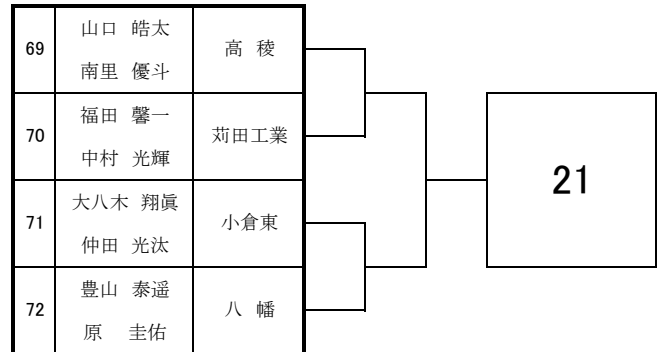 山口 皓太
69 高 稜
南里 優斗
福田 馨一
70 苅田工業
中村 光輝
21
大八木 翔眞
71 小倉東
仲田 光汰
豊山 泰遥
72 八 幡
原 圭佑